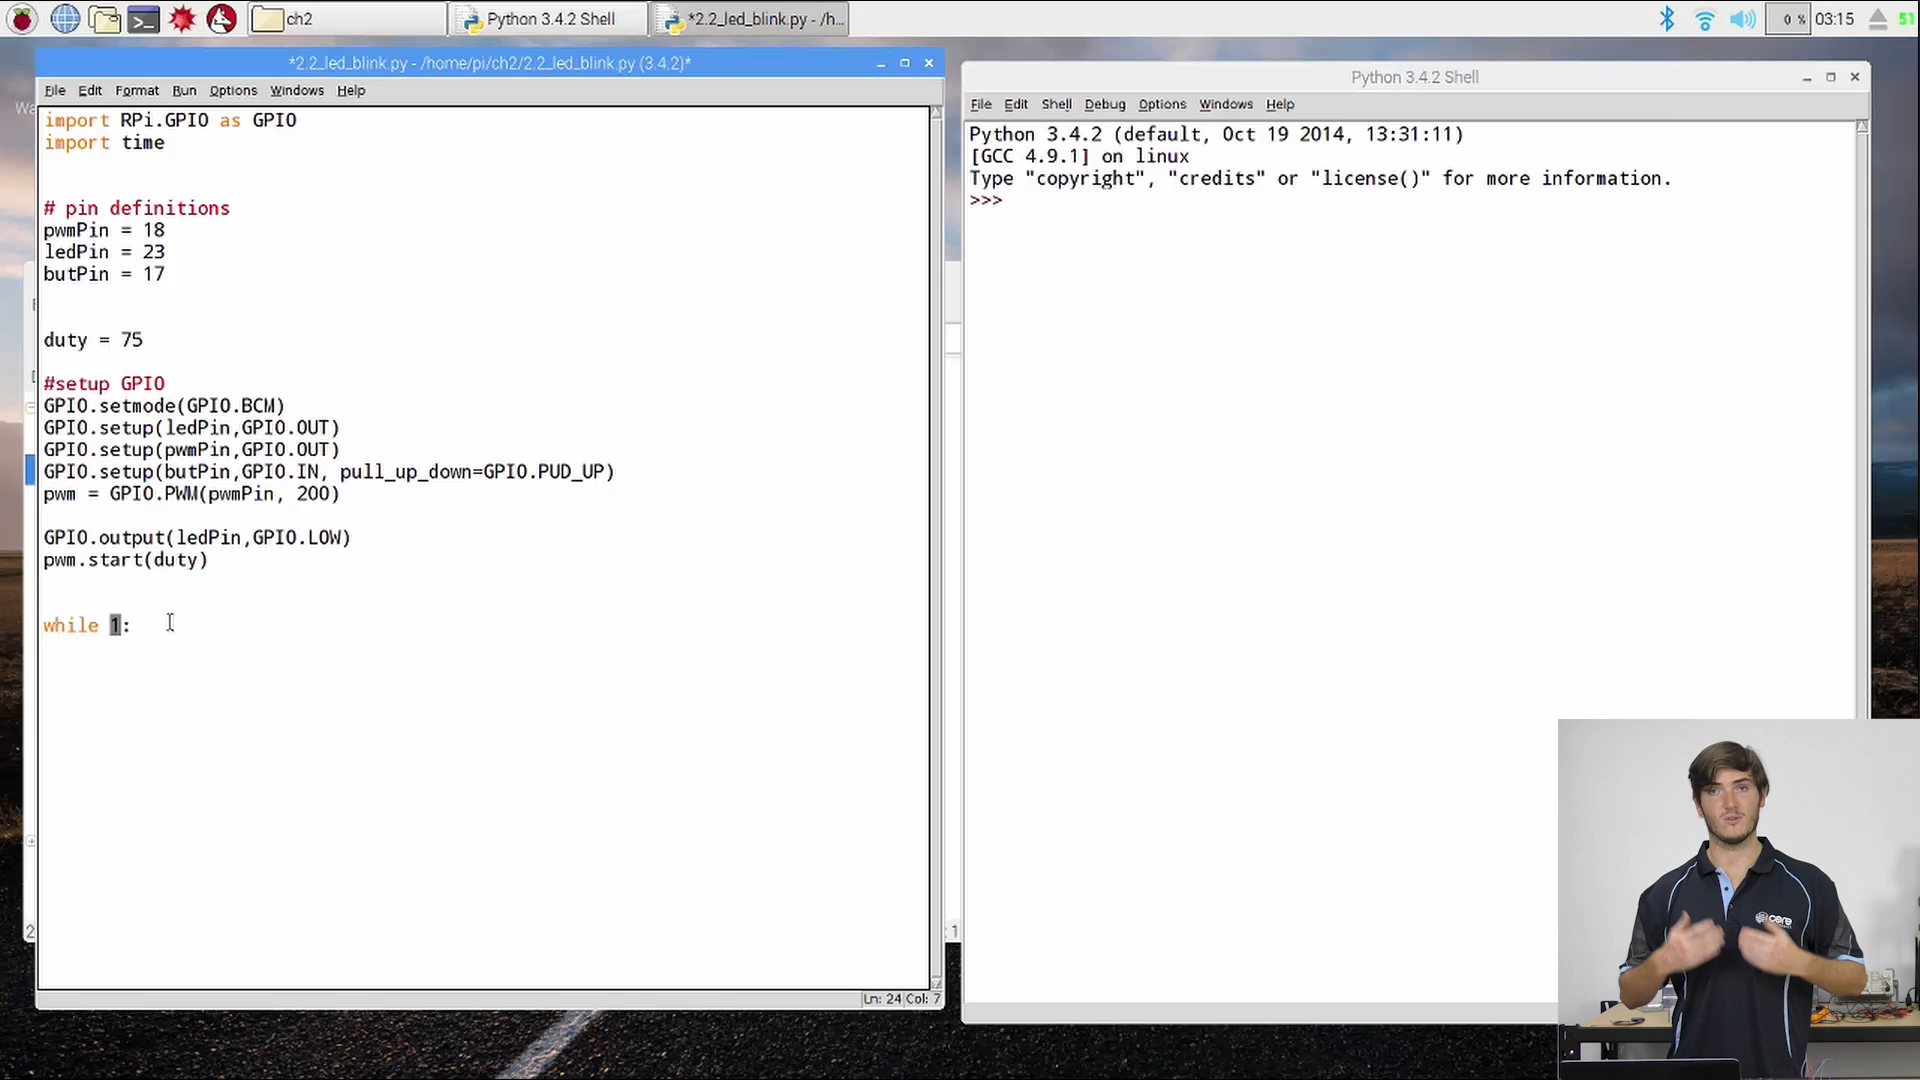 ch2
Python 3.4.2 Shell
*2.2_led_blink.py - /h...
0 %
03:15
51
*2.2_led_blink.py - /home/pi/ch2/2.2_led_blink.py (3.4.2)*
File Edit Format Run Options Windows Help
import RPi.GPIO as GPIO
import time
# pin definitions
pwmPin = 18
ledPin = 23
butPin = 17
duty = 75
#setup GPIO
GPIO.setmode(GPIO.BCM)
GPIO.setup(ledPin,GPIO.OUT)
GPIO.setup(pwmPin,GPIO.OUT)
GPIO.setup(butPin,GPIO.IN, pull_up_down=GPIO.PUD_UP)
pwm = GPIO.PWM(pwmPin, 200)
GPIO.output(ledPin,GPIO.LOW)
pwm.start(duty)
while 1:
Ln: 24 Col: 7
Python 3.4.2 Shell
File Edit Shell Debug Options Windows Help
Python 3.4.2 (default, Oct 19 2014, 13:31:11)
[GCC 4.9.1] on linux
Type "copyright", "credits" or "license()" for more information.
>>>
core